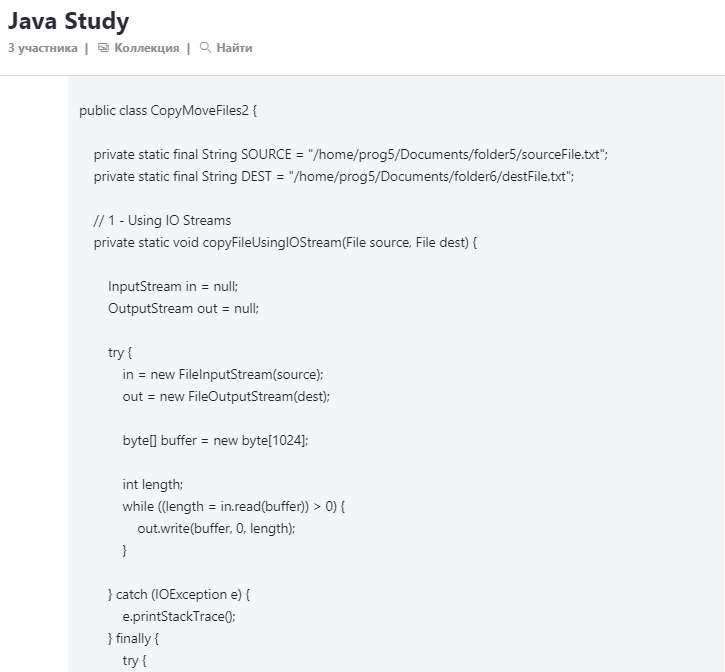 Java Study
3 участника | Коллекция | Найти
public class CopyMoveFiles2 {
private static final String SOURCE = "/home/prog5/Documents/folder5/sourceFile.txt";
private static final String DEST = "/home/prog5/Documents/folder6/destFile.txt";
// 1 - Using IO Streams
private static void copyFileUsingIOStream(File source, File dest) {
InputStream in = null;
OutputStream out = null;
try {
in = new FileInputStream(source);
out = new FileOutputStream(dest);
byte[] buffer = new byte[1024];
int length;
while ((length = in.read(buffer)) > 0) {
out.write(buffer, 0, length);
}
} catch (IOException e) {
e.printStackTrace();
} finally {
try {